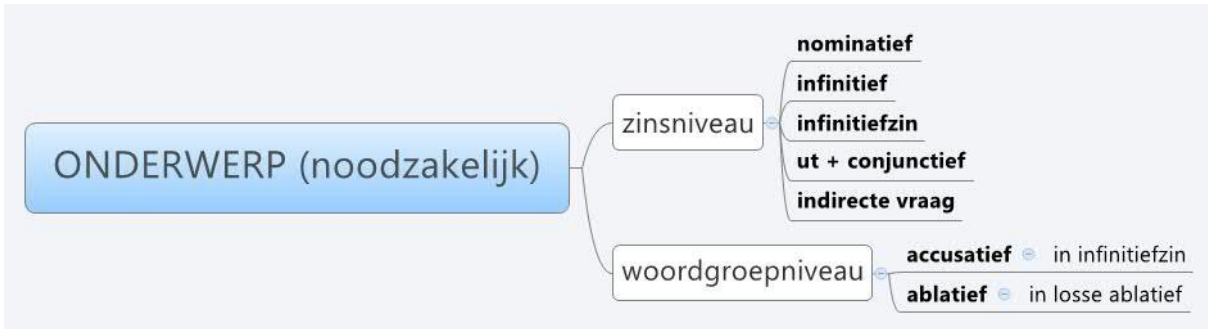 ONDERWERP (noodzakelijk)
zinsniveau
nominatief
infinitief
infinitiefzin
ut + conjunctief
indirecte vraag
woordgroepniveau
accusatief in infinitiefzin
ablatief in losse ablatief